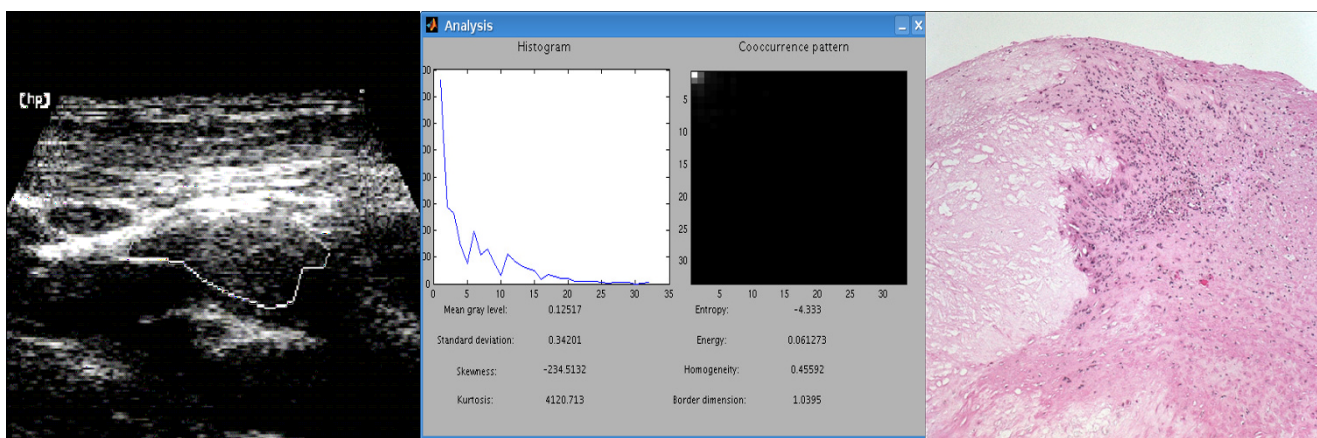 [hp]
Analysis
Histogram
Cooccurrence pattern
0
5
10
15
20
25
30
35
5
10
15
20
25
30
5
10
15
20
25
30
Mean gray level: 0.12517
Entropy: -4.333
Standard deviation: 0.34201
Energy: 0.061273
Skewness: -234.5132
Homogeneity: 0.45592
Kurtosis: 4120.713
Border dimension: 1.0395